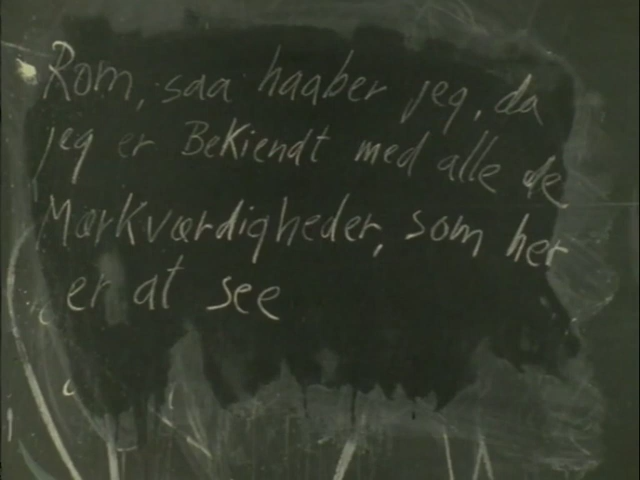 Rom, saa haaber jeg, da
jeg er Bekiendt med alle de
Mærkværdigheder, som her
er at see